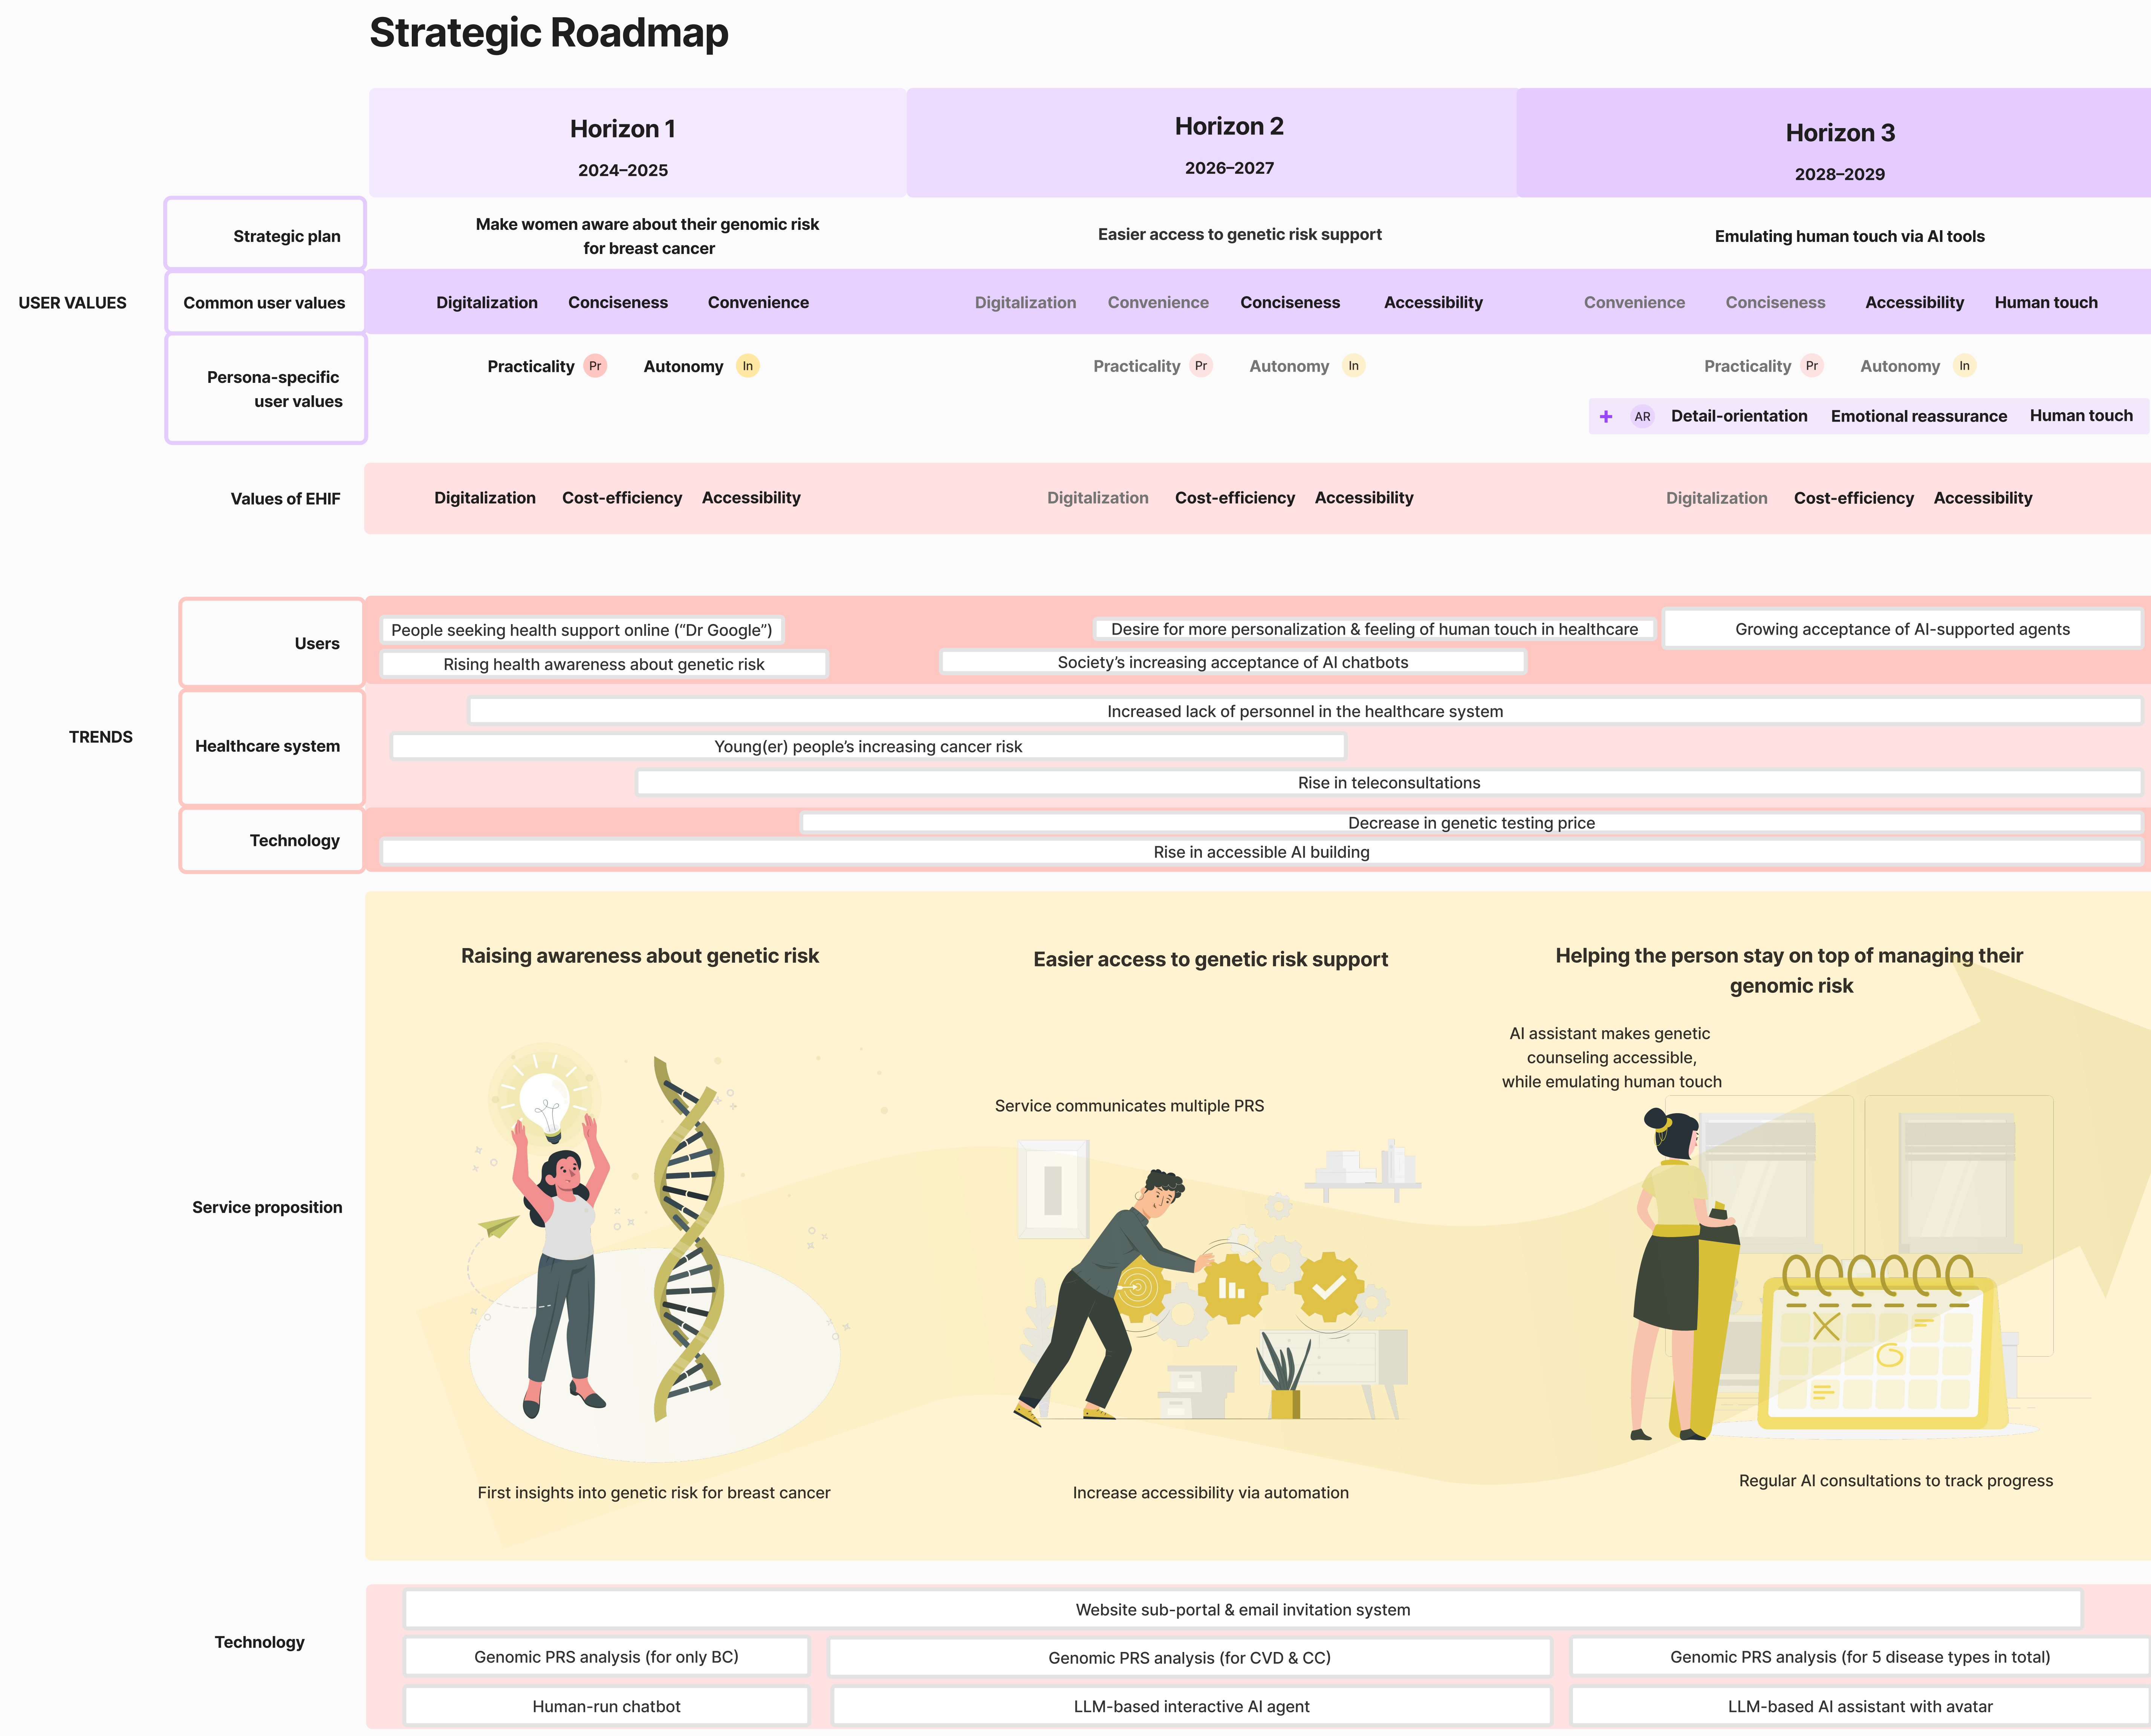 Strategic Roadmap
Horizon 1
2024–2025
Horizon 2
2026–2027
Horizon 3
2028–2029
Strategic plan
Make women aware about their genomic risk
for breast cancer
Easier access to genetic risk support
Emulating human touch via AI tools
USER VALUES
Common user values
Digitalization Conciseness Convenience
Digitalization Convenience Conciseness Accessibility
Convenience Conciseness Accessibility Human touch
Persona-specific
user values
Practicality Pr Autonomy In
Practicality Pr Autonomy In
Practicality Pr Autonomy In
+ AR Detail-orientation Emotional reassurance Human touch
Values of EHIF
Digitalization Cost-efficiency Accessibility
Digitalization Cost-efficiency Accessibility
Digitalization Cost-efficiency Accessibility
TRENDS
Users
People seeking health support online (“Dr Google”)
Desire for more personalization & feeling of human touch in healthcare
Growing acceptance of AI-supported agents
Rising health awareness about genetic risk
Society’s increasing acceptance of AI chatbots
Healthcare system
Increased lack of personnel in the healthcare system
Young(er) people’s increasing cancer risk
Rise in teleconsultations
Technology
Decrease in genetic testing price
Rise in accessible AI building
Service proposition
Raising awareness about genetic risk
First insights into genetic risk for breast cancer
Easier access to genetic risk support
Service communicates multiple PRS
Increase accessibility via automation
Helping the person stay on top of managing their
genomic risk
AI assistant makes genetic
counseling accessible,
while emulating human touch
Regular AI consultations to track progress
Technology
Website sub-portal & email invitation system
Genomic PRS analysis (for only BC)
Genomic PRS analysis (for CVD & CC)
Genomic PRS analysis (for 5 disease types in total)
Human-run chatbot
LLM-based interactive AI agent
LLM-based AI assistant with avatar